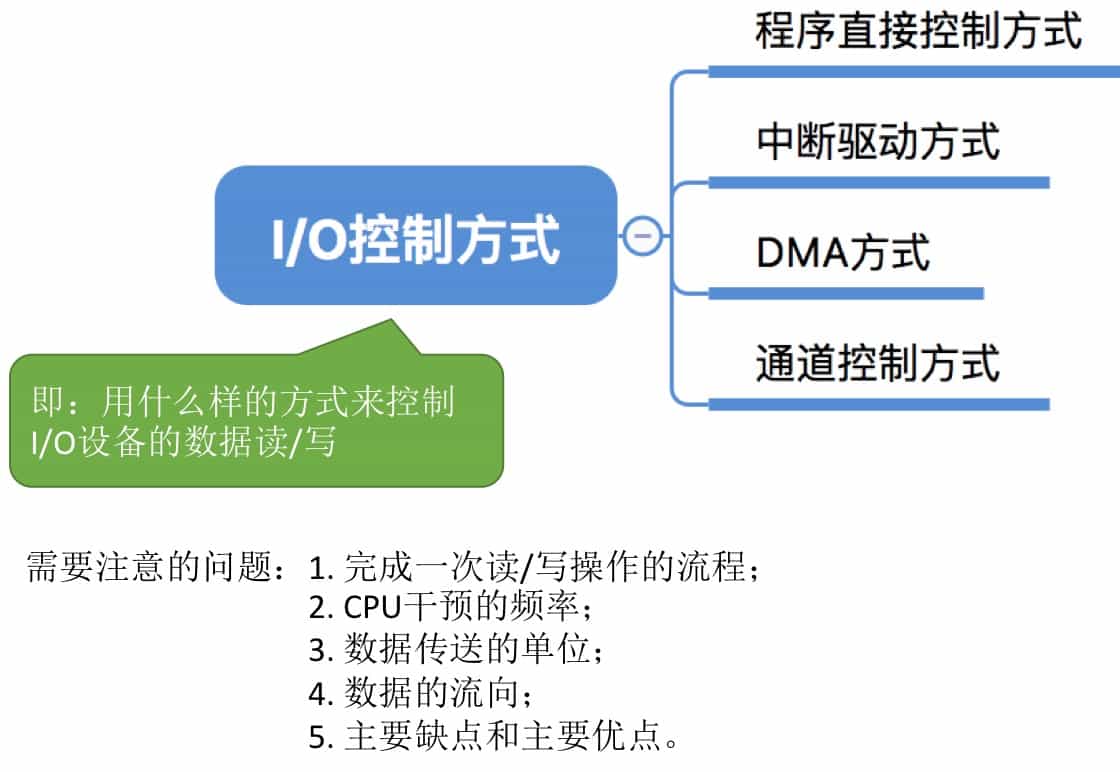 程序直接控制方式
中断驱动方式
I/O控制方式
DMA方式
通道控制方式
即：用什么样的方式来控制
I/O设备的数据读/写
需要注意的问题：1. 完成一次读/写操作的流程；
2. CPU干预的频率；
3. 数据传送的单位；
4. 数据的流向；
5. 主要缺点和主要优点。